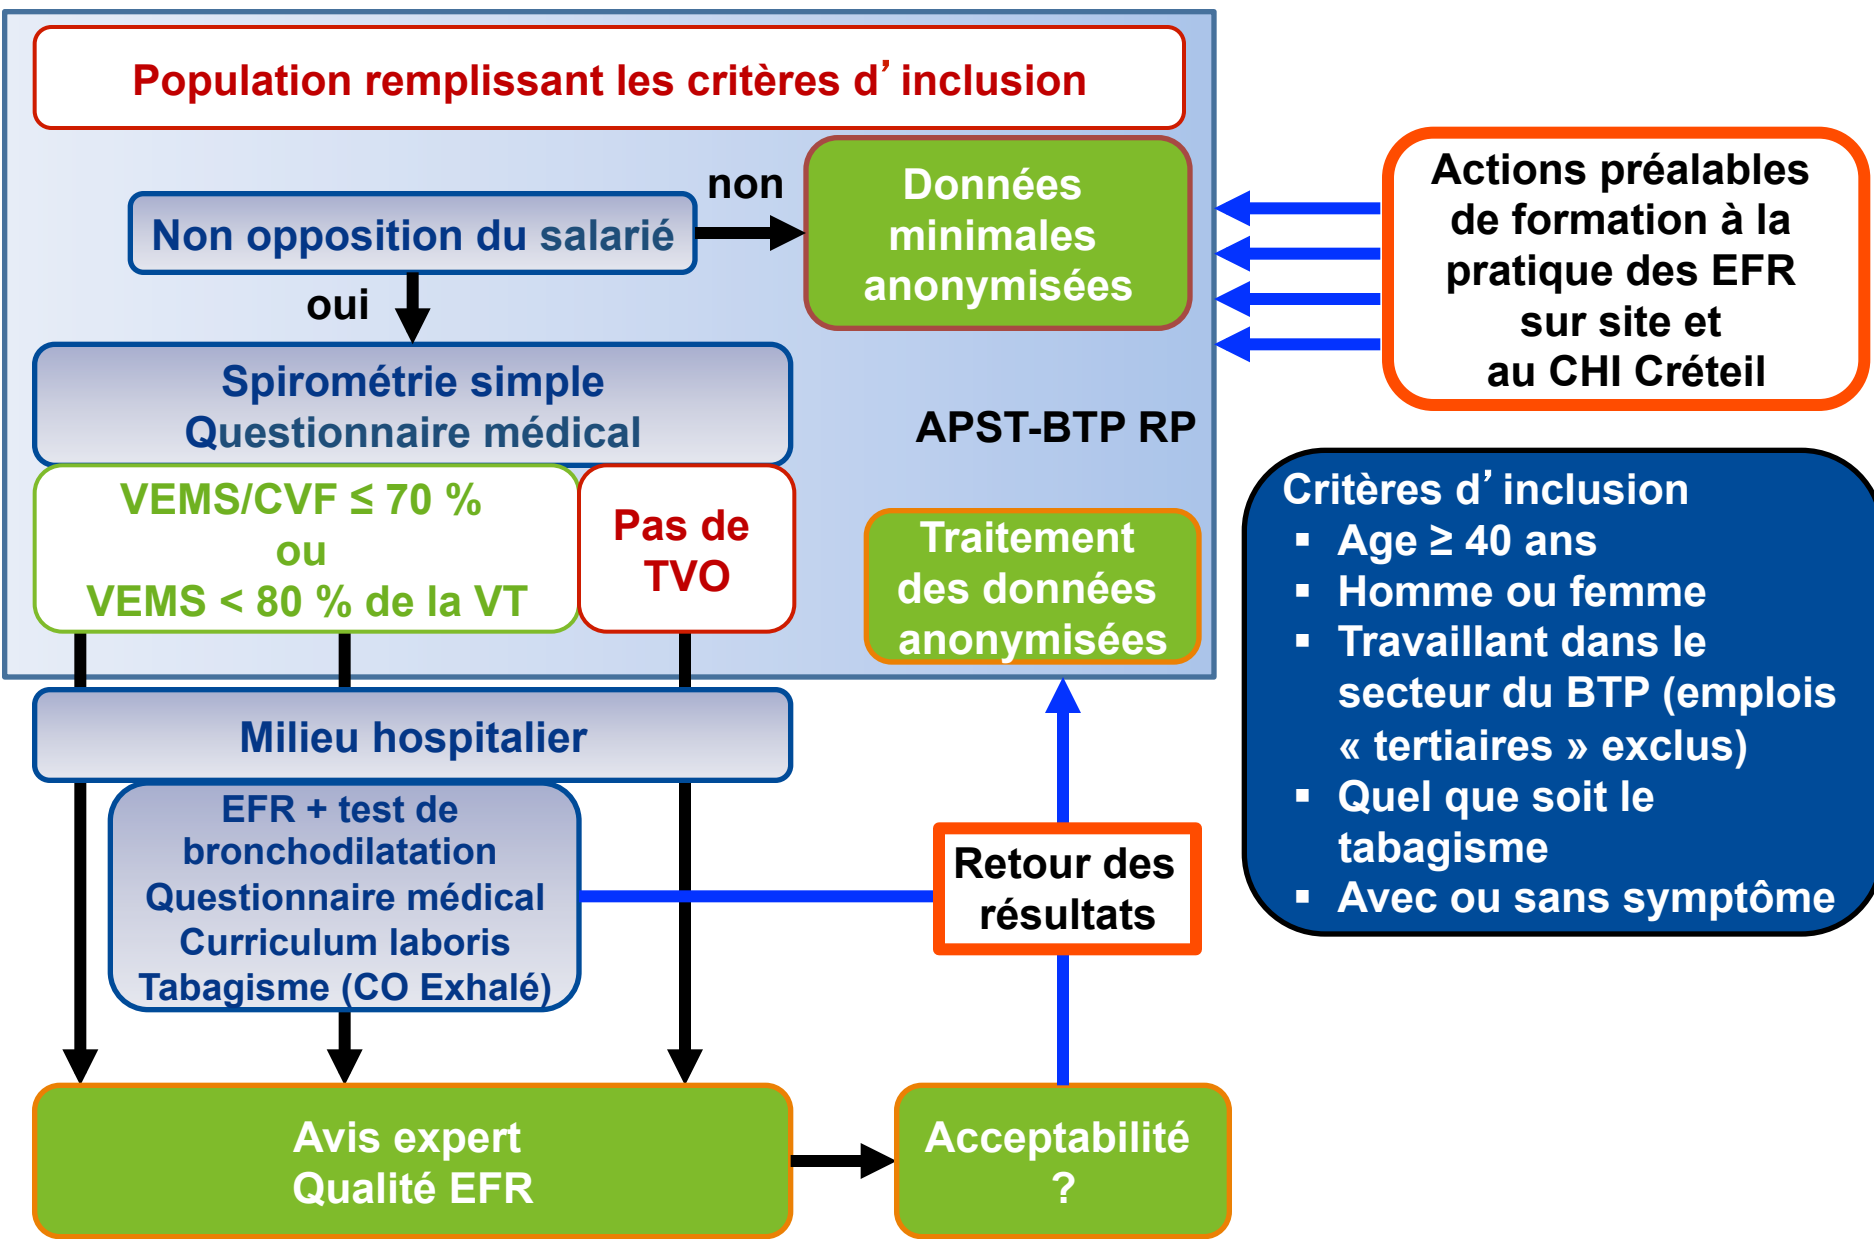 Population remplissant les critères d’ inclusion
non
Données
minimales
anonymisées
Non opposition du salarié
oui
Spirométrie simple
Questionnaire médical
VEMS/CVF ≤ 70 %
ou
VEMS < 80 % de la VT
Pas de
TVO
APST-BTP RP
Traitement
des données
anonymisées
Actions préalables
de formation à la
pratique des EFR
sur site et
au CHI Créteil
Critères d’ inclusion
▪ Age ≥ 40 ans
▪ Homme ou femme
▪ Travaillant dans le
secteur du BTP (emplois
« tertiaires » exclus)
▪ Quel que soit le
tabagisme
▪ Avec ou sans symptôme
Milieu hospitalier
EFR + test de
bronchodilatation
Questionnaire médical
Curriculum laboris
Tabagisme (CO Exhalé)
Retour des
résultats
Avis expert
Qualité EFR
Acceptabilité
?